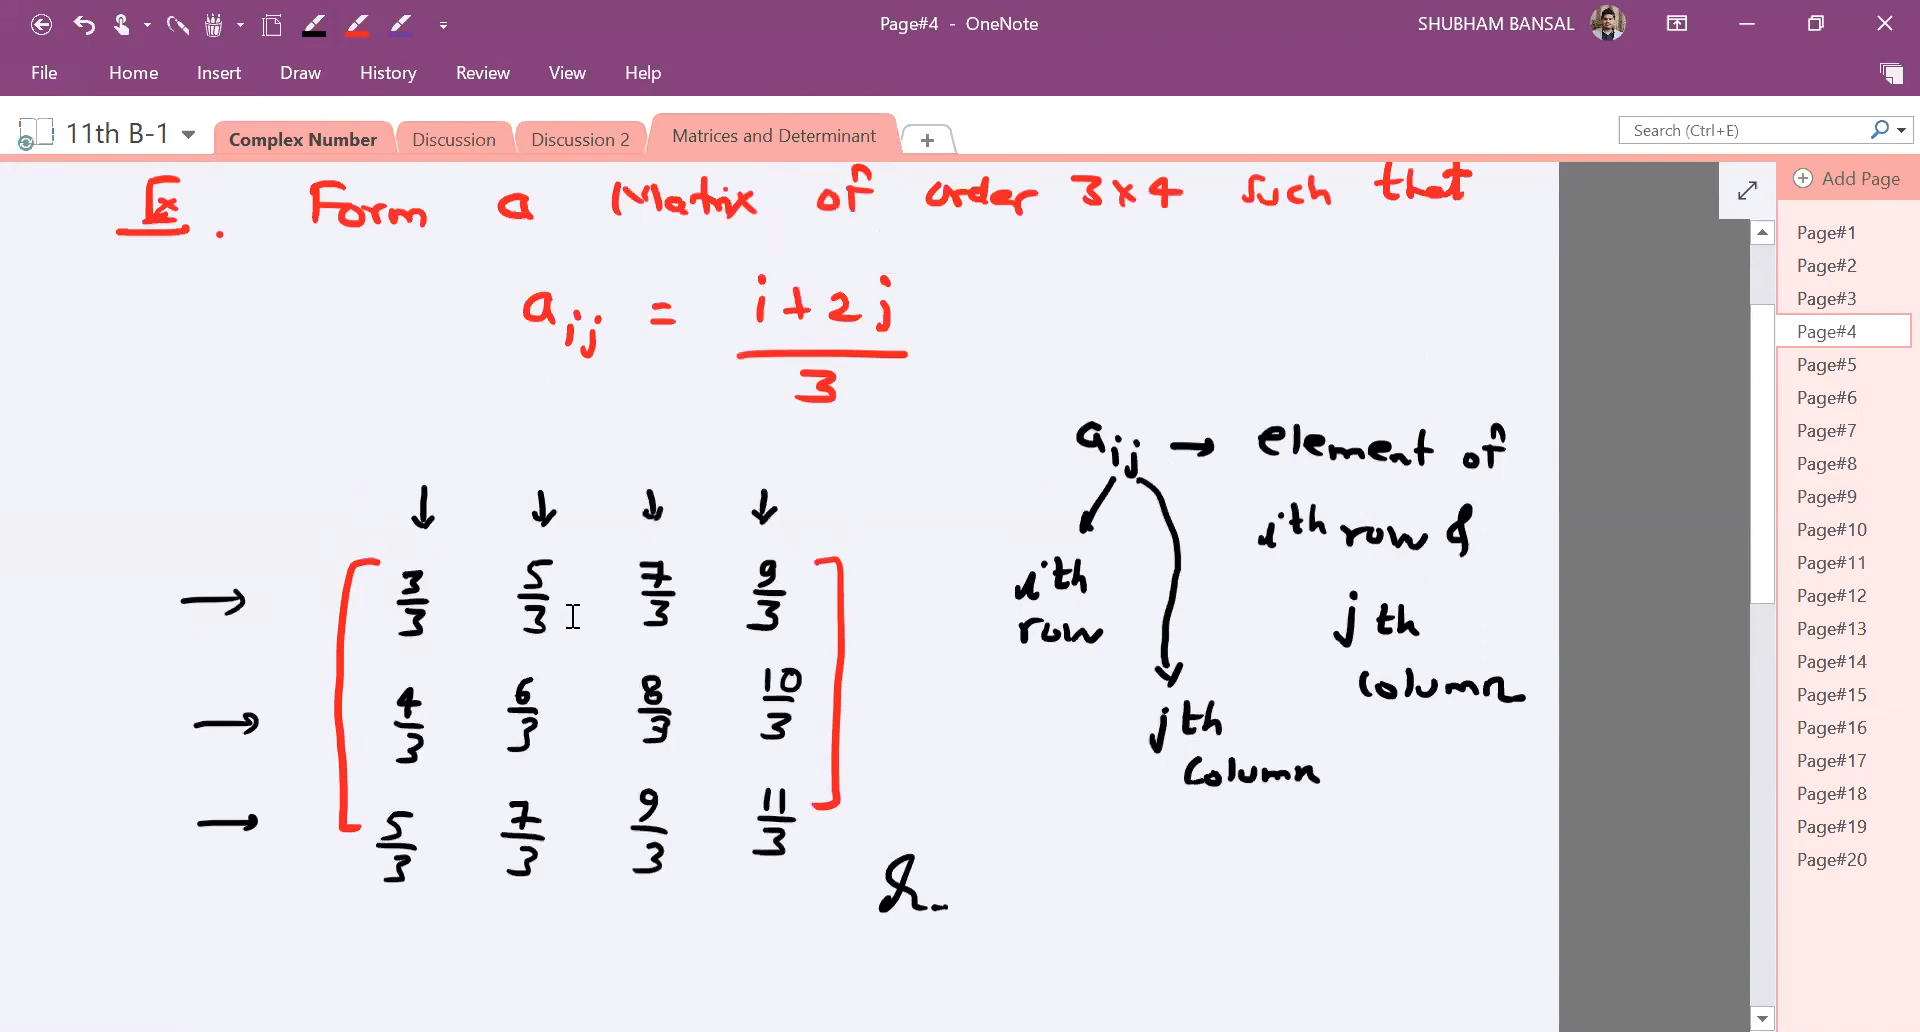 Page#4 - OneNote
SHUBHAM BANSAL
File Home Insert Draw History Review View Help
11th B-1
Complex Number Discussion Discussion 2 Matrices and Determinant
Search (Ctrl+E)
Add Page
Page#1
Page#2
Page#3
Page#4
Page#5
Page#6
Page#7
Page#8
Page#9
Page#10
Page#11
Page#12
Page#13
Page#14
Page#15
Page#16
Page#17
Page#18
Page#19
Page#20
Ex. Form a Matrix of order 3×4 such that
a_ij = (i+2j)/3
3/3 5/3 7/3 9/3
4/3 6/3 8/3 10/3
5/3 7/3 9/3 11/3
a_ij → element of
ith row &
jth
column
ith
row
jth
column